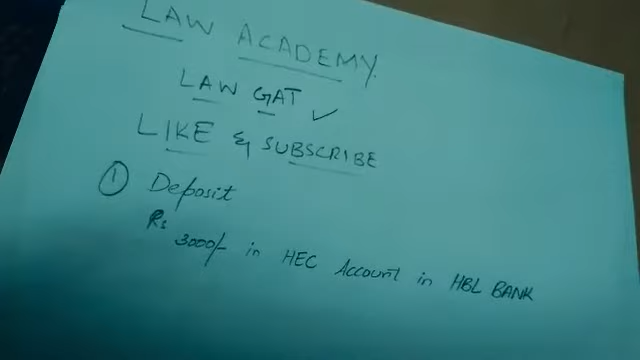 LAW ACADEMY
LAW GAT ✓
LIKE & SUBSCRIBE
① Deposit
Rs 3000/- in HEC Account in HBL BANK